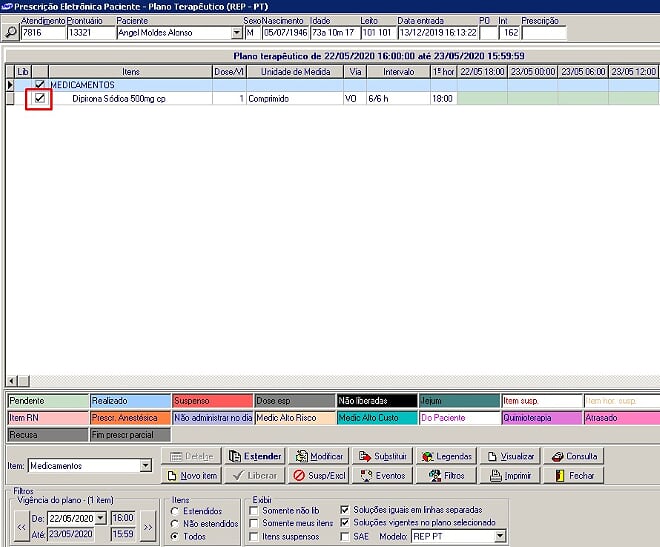 Prescrição Eletrônica Paciente - Plano Terapêutico (REP - PT)
Atendimento Prontuário Paciente Sexo Nascimento Idade Leito Data entrada PO Int Prescrição
7816 13321 Angel Moldes Alonso M 05/07/1946 73a 10m 17 101 101 13/12/2019 16:13:22 162
Plano terapêutico de 22/05/2020 16:00:00 até 23/05/2020 15:59:59
Lib Itens Dose/Vl Unidade de Medida Via Intervalo 1ª hor 22/05 18:00 23/05 00:00 23/05 06:00 23/05 12:00
MEDICAMENTOS
Dipirona Sódica 500mg cp 1 Comprimido VO 6/6 h 18:00
Pendente Realizado Suspenso Dose esp Não liberadas Jejum Item susp. Item hor. susp.
Item RN Prescr. Anestésica Não administrar no dia Medic Alto Risco Medic Alto Custo Do Paciente Quimioterapia Atrasado
Recusa Fim prescr parcial
Detalhe Estender Modificar Substituir Legendas Visualizar Consulta
Item: Medicamentos
Novo item Liberar Susp/Excl Eventos Filtros Imprimir Fechar
Filtros
Vigência do plano - (1 item) Itens Exibir
<< De: 22/05/2020 16:00 >> Estendidos Somente não lib Soluções iguais em linhas separadas
Não estendidos Somente meus itens Soluções vigentes no plano selecionado
Até: 23/05/2020 15:59 Todos Itens suspensos SAE Modelo: REP PT